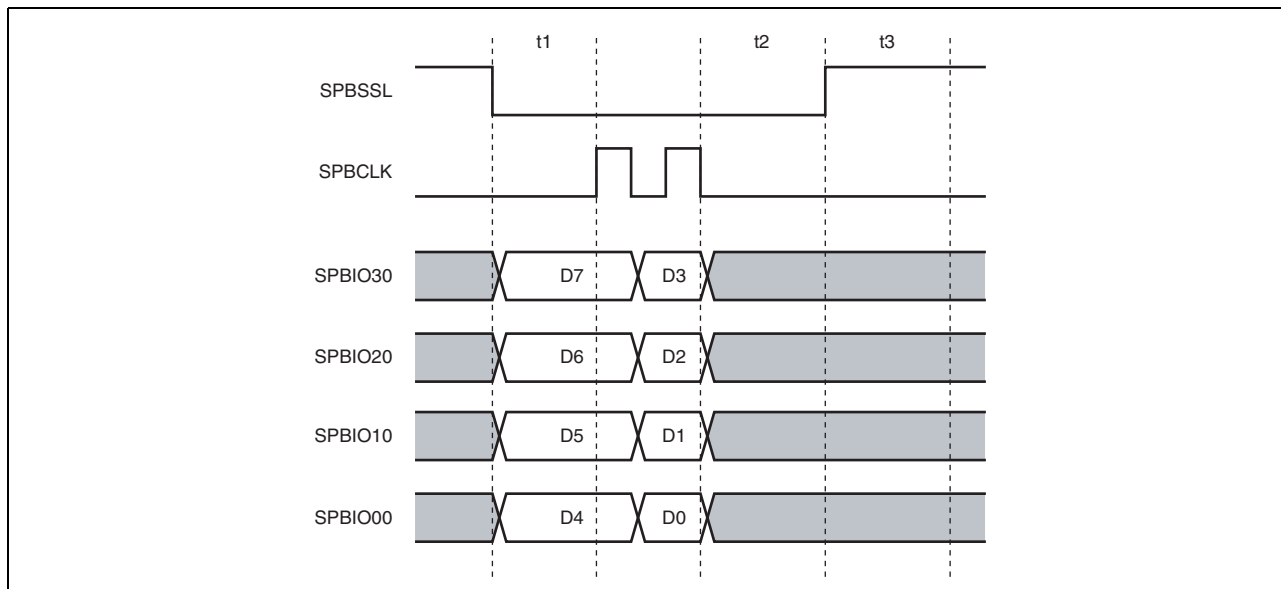 t1 t2 t3
SPBSSL
SPBCLK
SPBIO30 D7 D3
SPBIO20 D6 D2
SPBIO10 D5 D1
SPBIO00 D4 D0